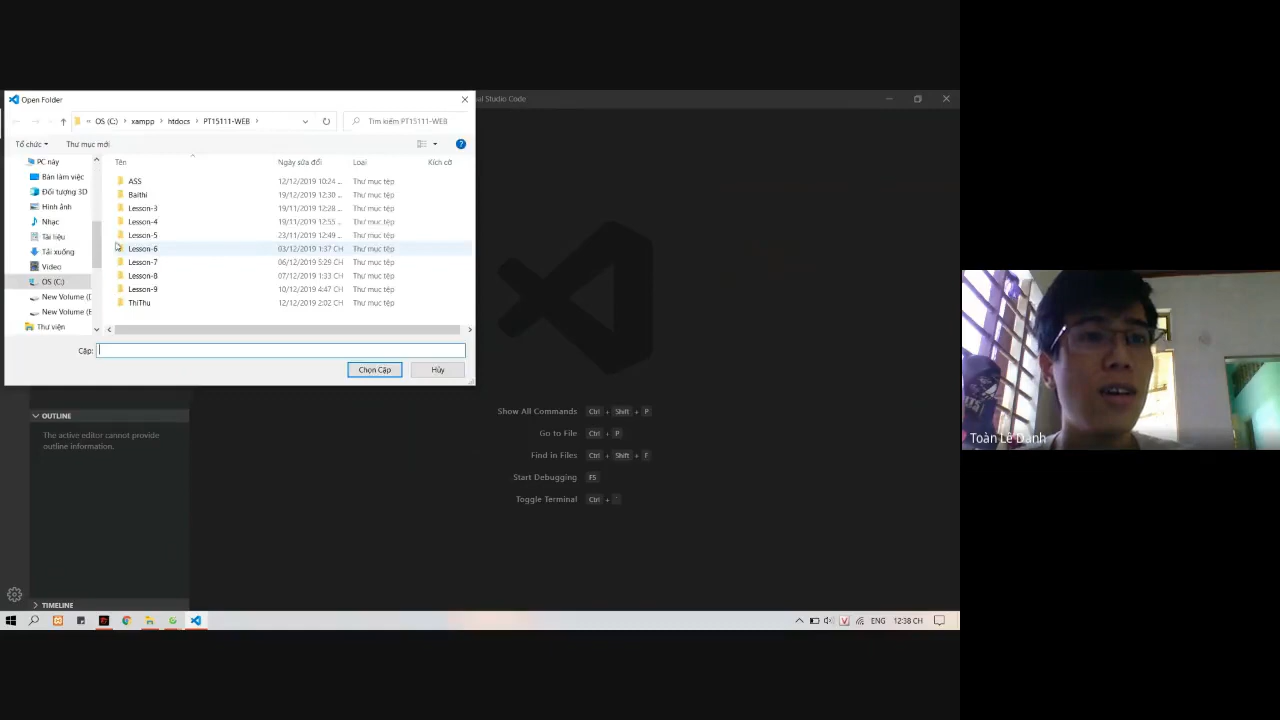 Open Folder
ual Studio Code
OS (C:) › xampp › htdocs › PT15111-WEB ›
Tìm kiếm PT15111-WEB
Tổ chức
Thư mục mới
Tên Ngày sửa đổi Loại Kích cỡ
PC này
Bàn làm việc
Đối tượng 3D
Hình ảnh
Nhạc
Tài liệu
Tải xuống
Video
OS (C:)
New Volume (D
New Volume (E
Thư viện
ASS 12/12/2019 10:24 ... Thư mục tệp
Baithi 19/12/2019 12:30 ... Thư mục tệp
Lesson-3 19/11/2019 12:28 ... Thư mục tệp
Lesson-4 19/11/2019 12:55 ... Thư mục tệp
Lesson-5 23/11/2019 12:49 ... Thư mục tệp
Lesson-6 03/12/2019 1:37 CH Thư mục tệp
Lesson-7 06/12/2019 5:29 CH Thư mục tệp
Lesson-8 07/12/2019 1:33 CH Thư mục tệp
Lesson-9 10/12/2019 4:47 CH Thư mục tệp
ThiThu 12/12/2019 2:02 CH Thư mục tệp
Cặp:
Chọn Cặp
Hủy
OUTLINE
The active editor cannot provide
outline information.
Show All Commands Ctrl + Shift + P
Go to File Ctrl + P
Find in Files Ctrl + Shift + F
Start Debugging F5
Toggle Terminal Ctrl + `
TIMELINE
ENG
12:38 CH
Toàn Lê Danh